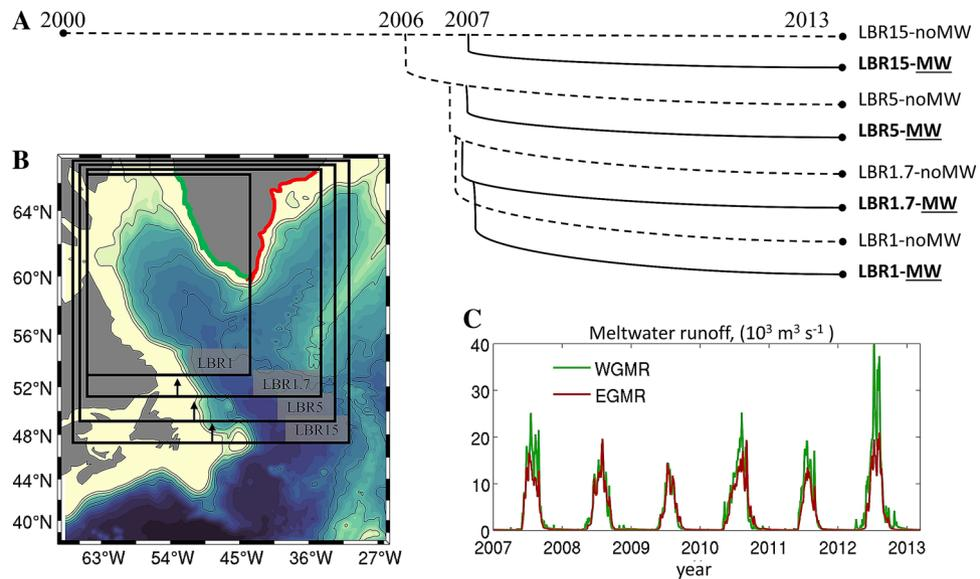 A
2000 2006 2007 2013
LBR15-noMW
LBR15-MW
LBR5-noMW
LBR5-MW
LBR1.7-noMW
LBR1.7-MW
LBR1-noMW
LBR1-MW
B
64°N
60°N
56°N
52°N
48°N
44°N
40°N
LBR1
LBR1.7
LBR5
LBR15
63°W 54°W 45°W 36°W 27°W
C
Meltwater runoff, (10³ m³ s⁻¹)
40
30
20
10
0
WGMR
EGMR
2007 2008 2009 2010 2011 2012 2013
year